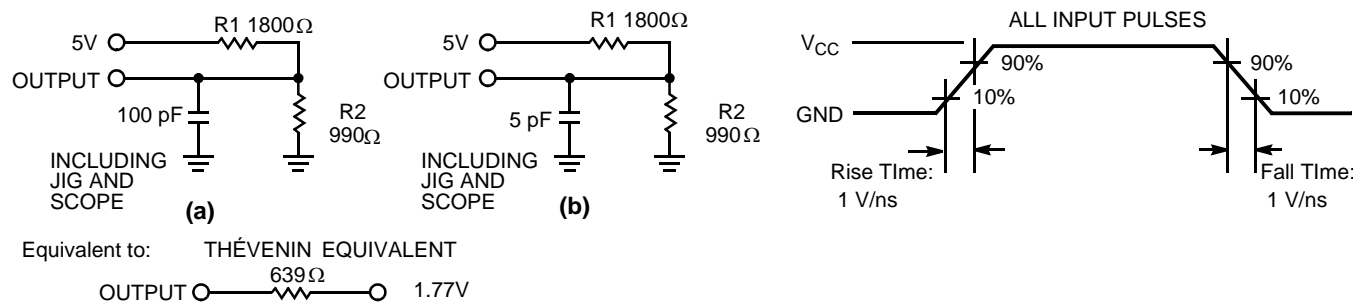 R1 1800Ω
5V
OUTPUT
100 pF
R2
990Ω
INCLUDING
JIG AND
SCOPE
(a)
R1 1800Ω
5V
OUTPUT
5 pF
R2
990Ω
INCLUDING
JIG AND
SCOPE
(b)
ALL INPUT PULSES
VCC
90%
10%
GND
90%
10%
Rise TIme:
1 V/ns
Fall TIme:
1 V/ns
Equivalent to: THÉVENIN EQUIVALENT
639Ω
OUTPUT 1.77V